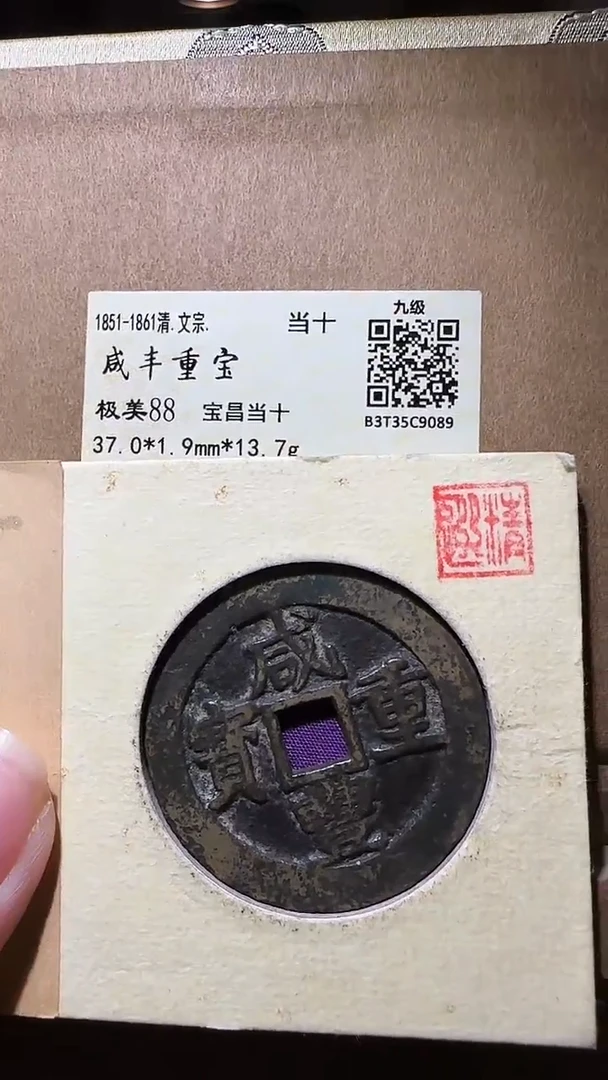 1851-1861清.文宗.
当十
九级
咸丰重宝
极美88 宝昌当十
B3T35C9089
37.0*1.9mm*13.7g
咸豐重寶